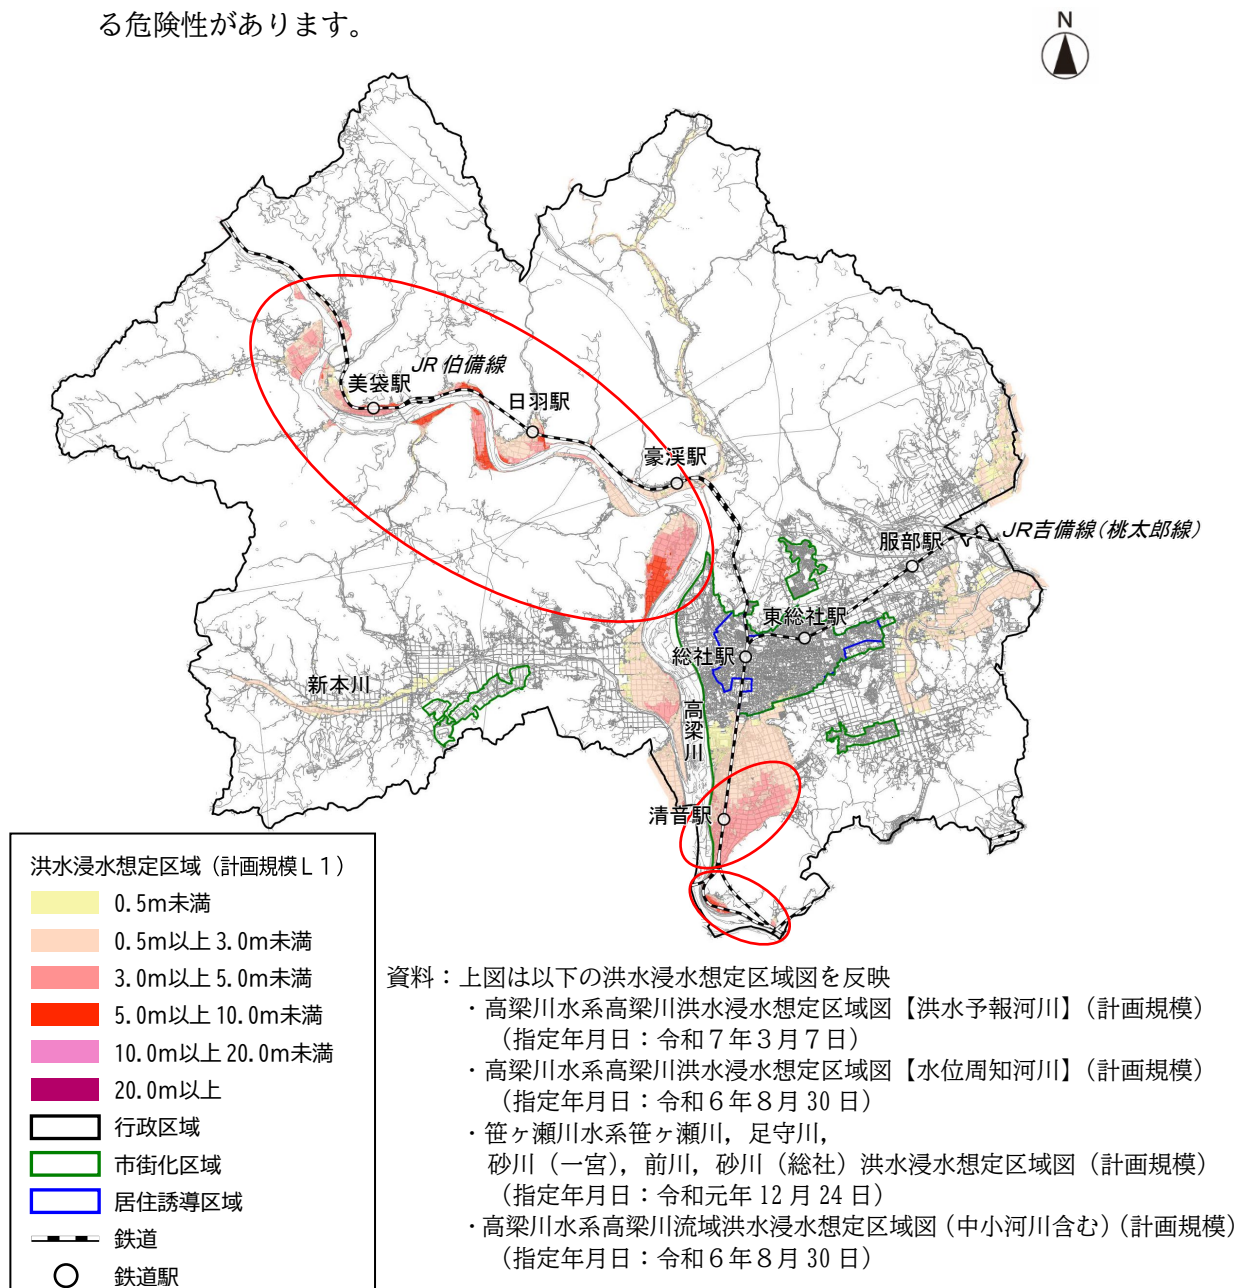 る危険性があります。
N
JR伯備線
美袋駅
日羽駅
豪渓駅
JR吉備線(桃太郎線)
服部駅
東総社駅
総社駅
新本川
高梁川
清音駅
洪水浸水想定区域（計画規模Ｌ１）
0.5m未満
0.5m以上3.0m未満
3.0m以上5.0m未満
5.0m以上10.0m未満
10.0m以上20.0m未満
20.0m以上
行政区域
市街化区域
居住誘導区域
鉄道
鉄道駅
資料：上図は以下の洪水浸水想定区域図を反映
・高梁川水系高梁川洪水浸水想定区域図【洪水予報河川】（計画規模）
（指定年月日：令和７年３月７日）
・高梁川水系高梁川洪水浸水想定区域図【水位周知河川】（計画規模）
（指定年月日：令和６年８月30日）
・笹ヶ瀬川水系笹ヶ瀬川，足守川，
砂川（一宮），前川，砂川（総社）洪水浸水想定区域図（計画規模）
（指定年月日：令和元年12月24日）
・高梁川水系高梁川流域洪水浸水想定区域図（中小河川含む）（計画規模）
（指定年月日：令和６年８月30日）